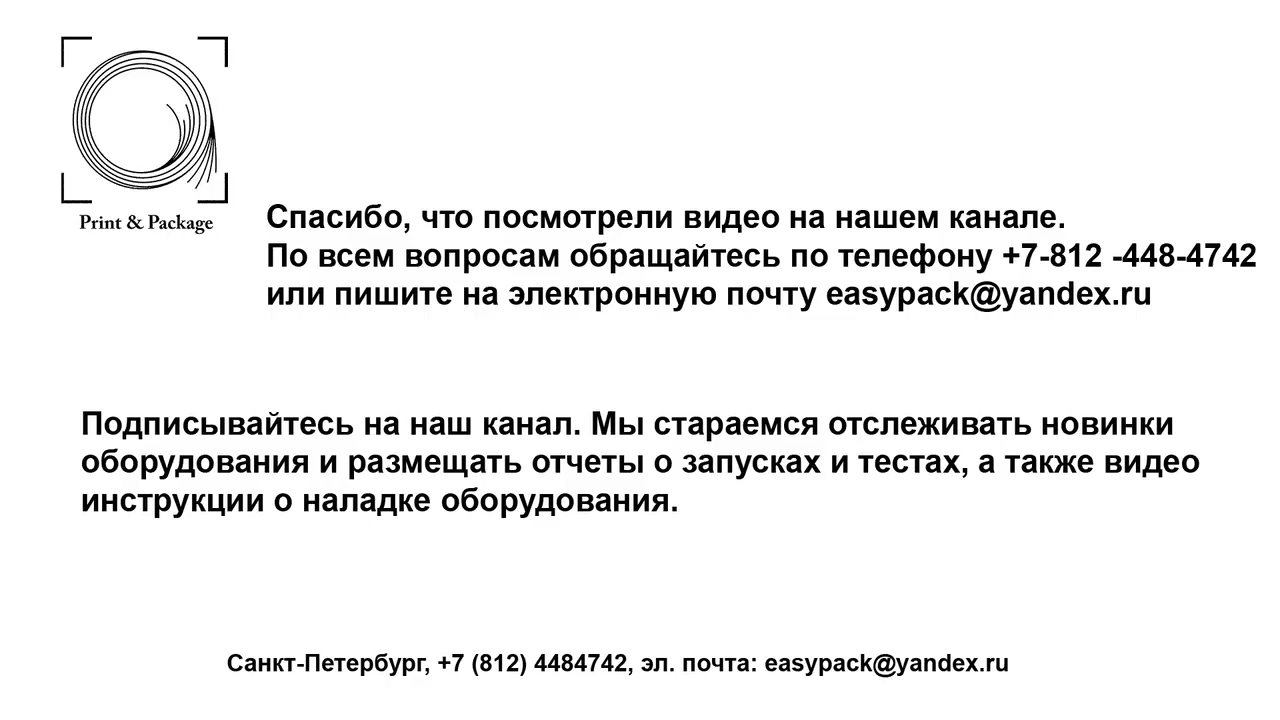 Print & Package
Спасибо, что посмотрели видео на нашем канале.
По всем вопросам обращайтесь по телефону +7-812 -448-4742
или пишите на электронную почту easypack@yandex.ru
Подписывайтесь на наш канал. Мы стараемся отслеживать новинки
оборудования и размещать отчеты о запусках и тестах, а также видео
инструкции о наладке оборудования.
Санкт-Петербург, +7 (812) 4484742, эл. почта: easypack@yandex.ru